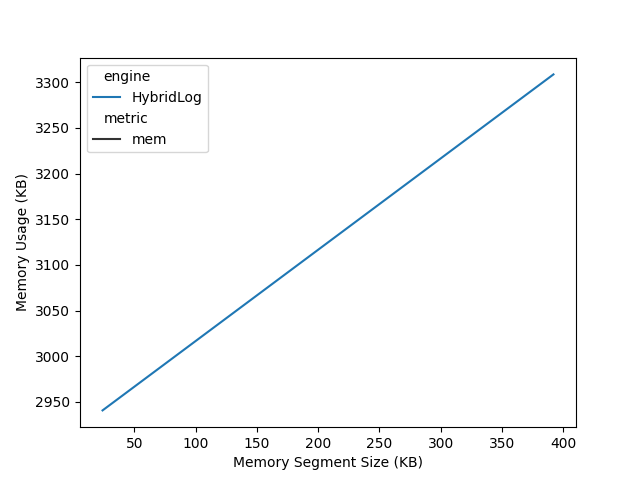 engine
HybridLog
metric
mem
3300
3250
3200
3150
3100
3050
3000
2950
Memory Usage (KB)
50 100 150 200 250 300 350 400
Memory Segment Size (KB)